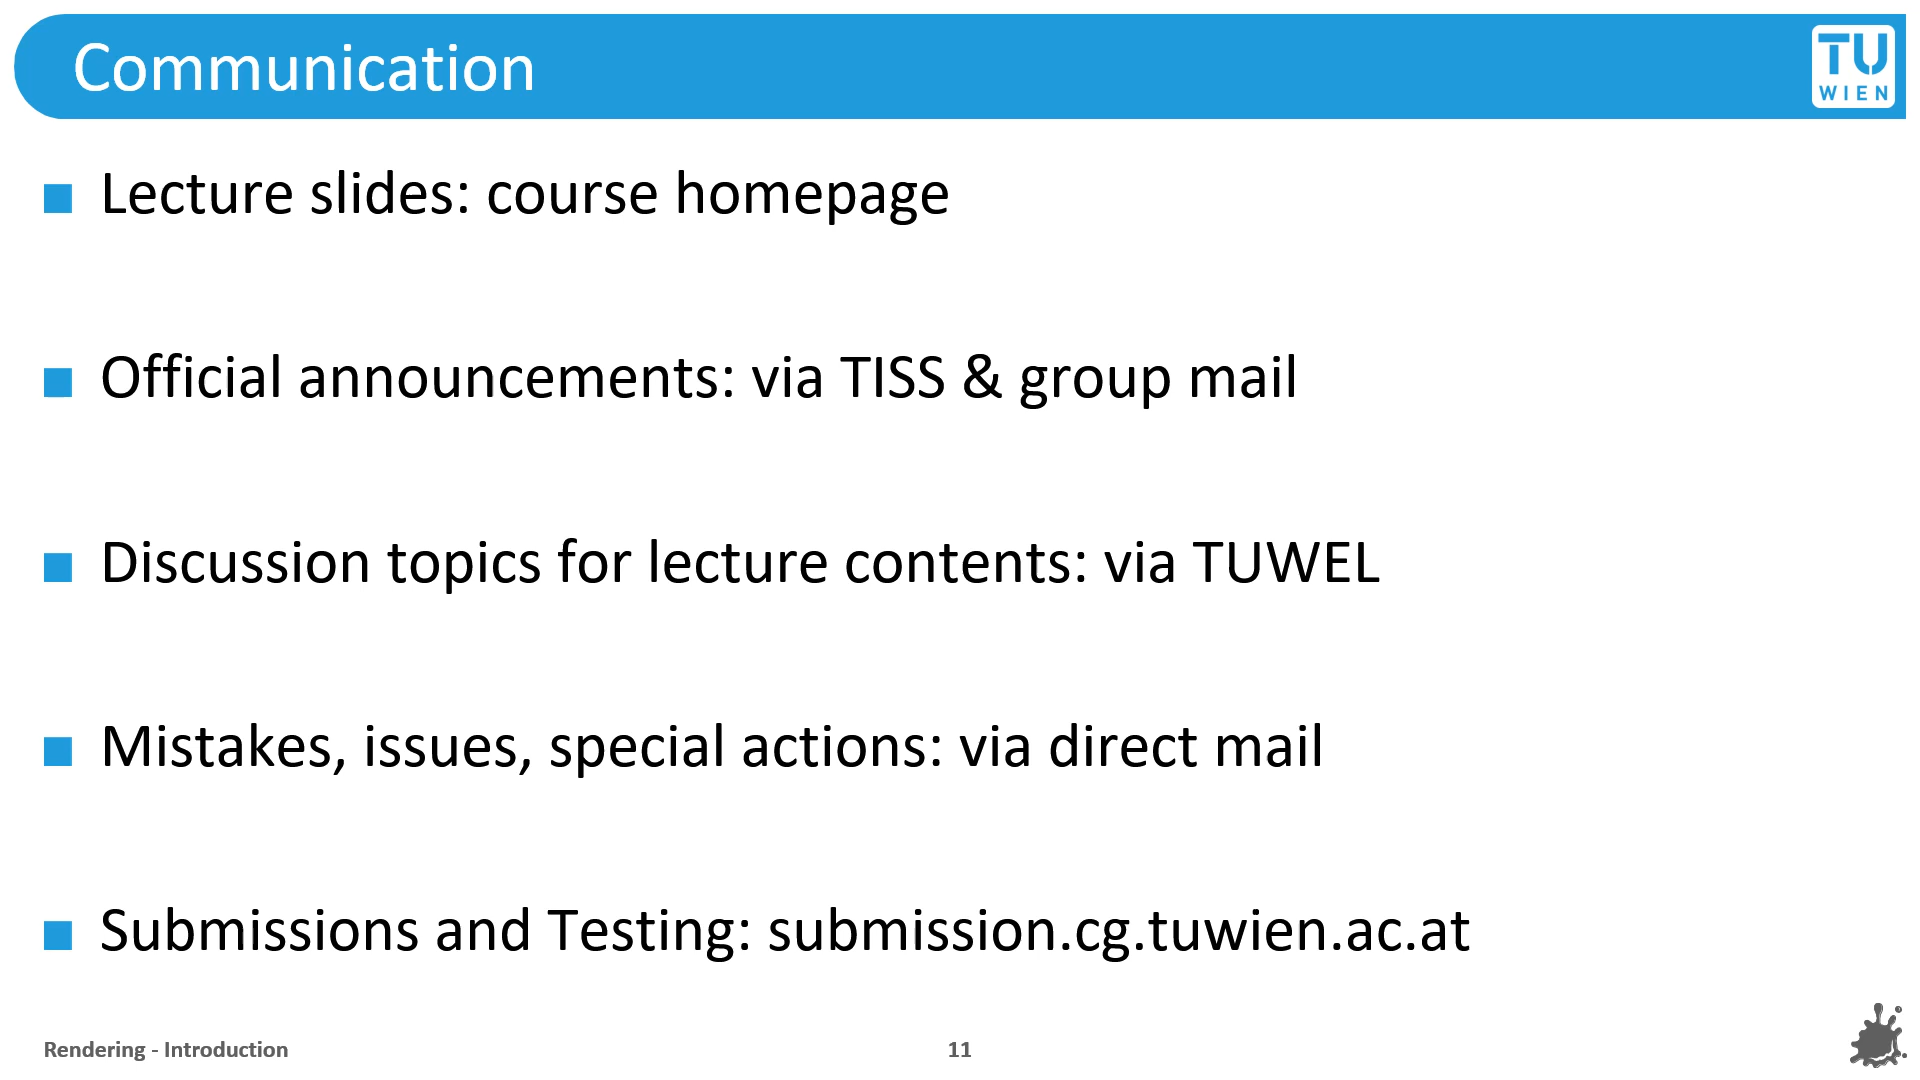 Communication
TU
WIEN
Lecture slides: course homepage
Official announcements: via TISS & group mail
Discussion topics for lecture contents: via TUWEL
Mistakes, issues, special actions: via direct mail
Submissions and Testing: submission.cg.tuwien.ac.at
Rendering - Introduction
11